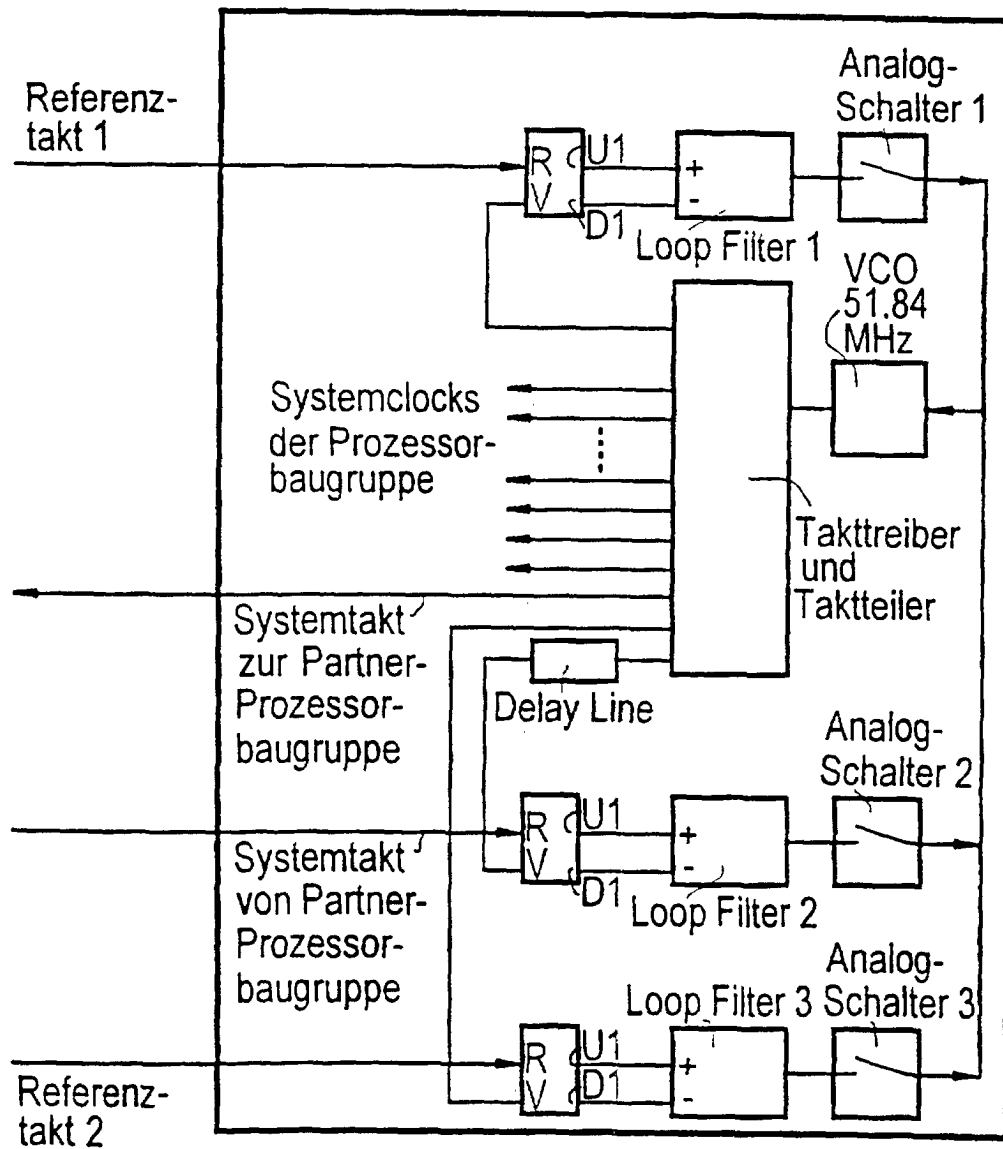 Referenz-
takt 1
Analog-
Schalter 1
R
V
U1
D1
+
-
Loop Filter 1
VCO
51.84
MHz
Systemclocks
der Prozessor-
baugruppe
Takttreiber
und
Taktteiler
Systemtakt
zur Partner-
Prozessor-
baugruppe
Delay Line
Analog-
Schalter 2
R
V
U1
D1
+
-
Loop Filter 2
Systemtakt
von Partner-
Prozessor-
baugruppe
Loop Filter 3
Analog-
Schalter 3
R
V
U1
D1
+
-
Referenz-
takt 2